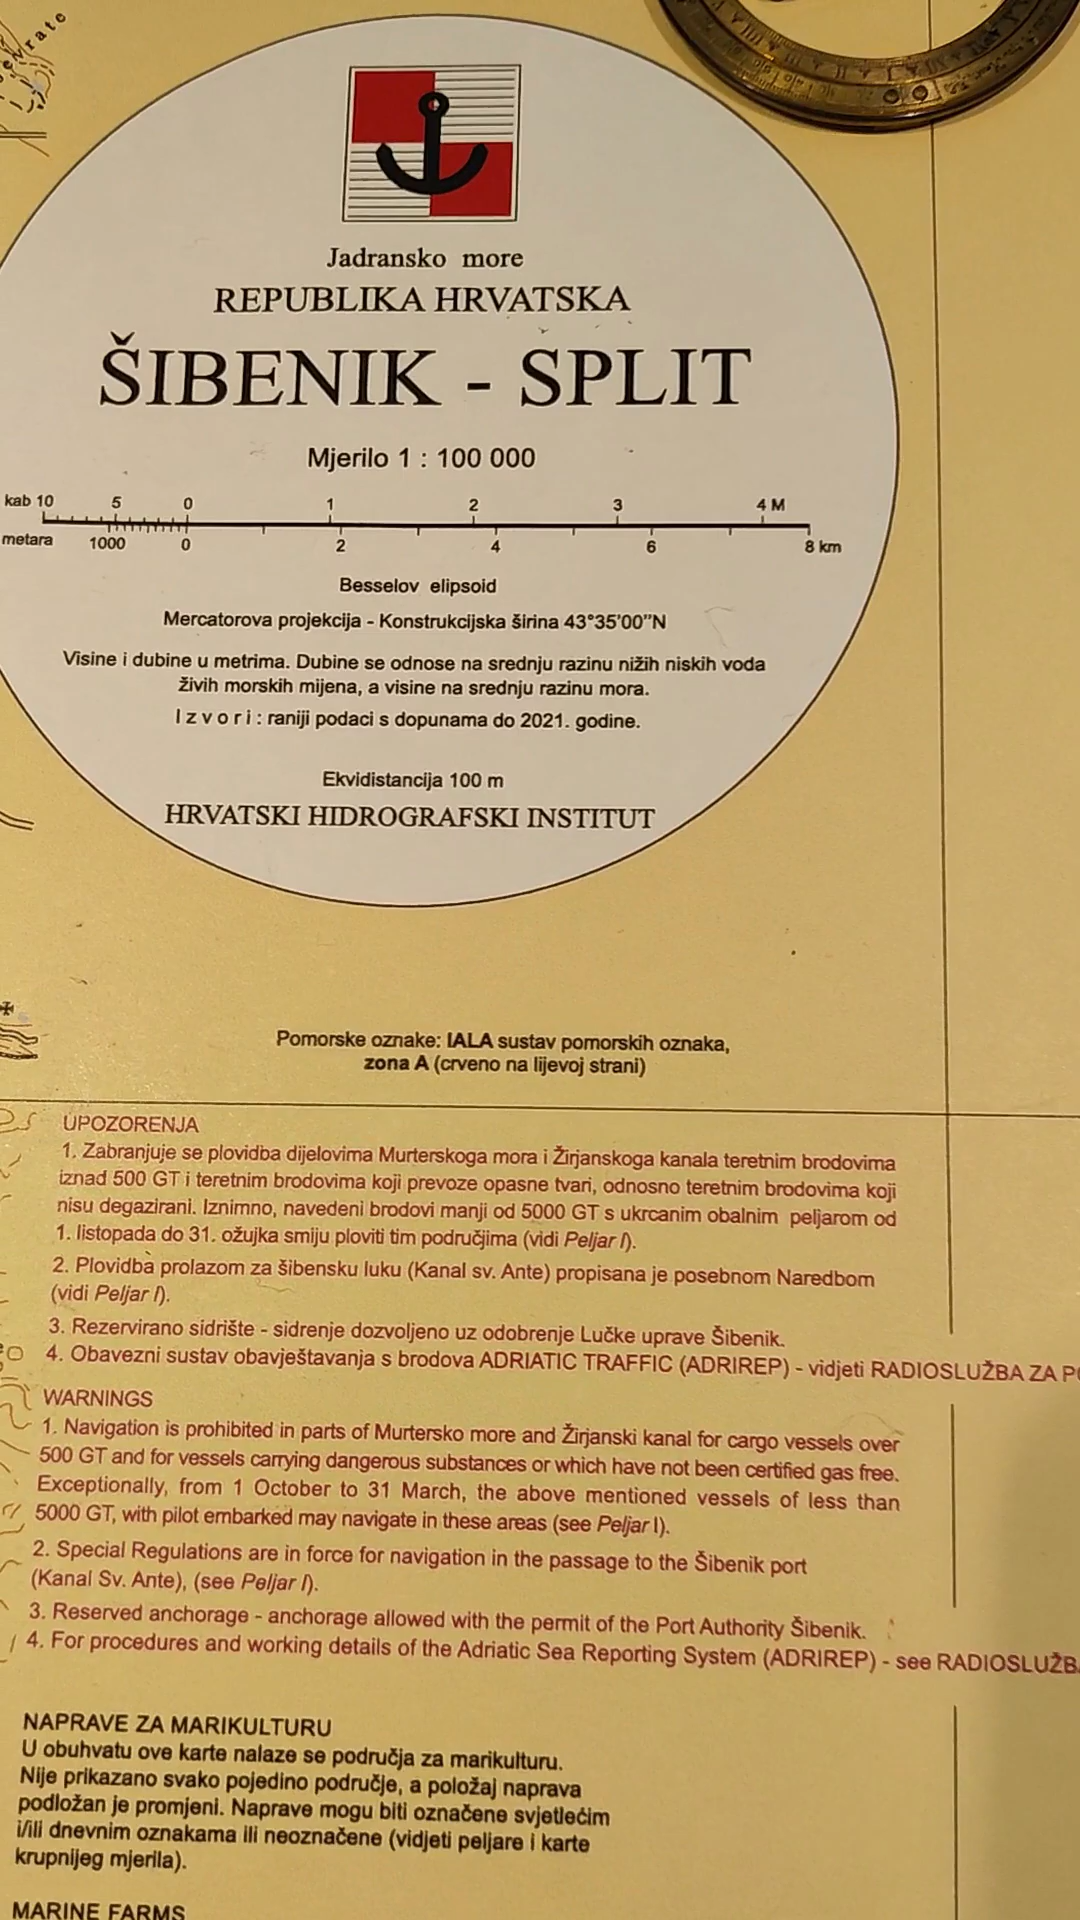 Jadransko more
REPUBLIKA HRVATSKA
ŠIBENIK - SPLIT
Mjerilo 1 : 100 000
kab 10 5 0 1 2 3 4 M
metara 1000 0 2 4 6 8 km
Besselov elipsoid
Mercatorova projekcija - Konstrukcijska širina 43°35'00"N
Visine i dubine u metrima. Dubine se odnose na srednju razinu nižih niskih voda
živih morskih mijena, a visine na srednju razinu mora.
Izvori: raniji podaci s dopunama do 2021. godine.
Ekvidistancija 100 m
HRVATSKI HIDROGRAFSKI INSTITUT
Pomorske oznake: IALA sustav pomorskih oznaka,
zona A (crveno na lijevoj strani)
UPOZORENJA
1. Zabranjuje se plovidba dijelovima Murterskoga mora i Žirjanskoga kanala teretnim brodovima
iznad 500 GT i teretnim brodovima koji prevoze opasne tvari, odnosno teretnim brodovima koji
nisu degazirani. Iznimno, navedeni brodovi manji od 5000 GT s ukrcanim obalnim peljarom od
1. listopada do 31. ožujka smiju ploviti tim područjima (vidi Peljar I).
2. Plovidba prolazom za šibensku luku (Kanal sv. Ante) propisana je posebnom Naredbom
(vidi Peljar I).
3. Rezervirano sidrište - sidrenje dozvoljeno uz odobrenje Lučke uprave Šibenik.
4. Obavezni sustav obavještavanja s brodova ADRIATIC TRAFFIC (ADRIREP) - vidjeti RADIOSLUŽBA ZA
WARNINGS
1. Navigation is prohibited in parts of Murtersko more and Žirjanski kanal for cargo vessels over
500 GT and for vessels carrying dangerous substances or which have not been certified gas free.
Exceptionally, from 1 October to 31 March, the above mentioned vessels of less than
5000 GT, with pilot embarked may navigate in these areas (see Peljar I).
2. Special Regulations are in force for navigation in the passage to the Šibenik port
(Kanal Sv. Ante), (see Peljar I).
3. Reserved anchorage - anchorage allowed with the permit of the Port Authority Šibenik.
4. For procedures and working details of the Adriatic Sea Reporting System (ADRIREP) - see RADIOSLUŽB
NAPRAVE ZA MARIKULTURU
U obuhvatu ove karte nalaze se područja za marikulturu.
Nije prikazano svako pojedino područje, a položaj naprava
podložan je promjeni. Naprave mogu biti označene svjetlećim
i/ili dnevnim oznakama ili neoznačene (vidjeti peljare i karte
krupnijeg mjerila).
MARINE FARMS